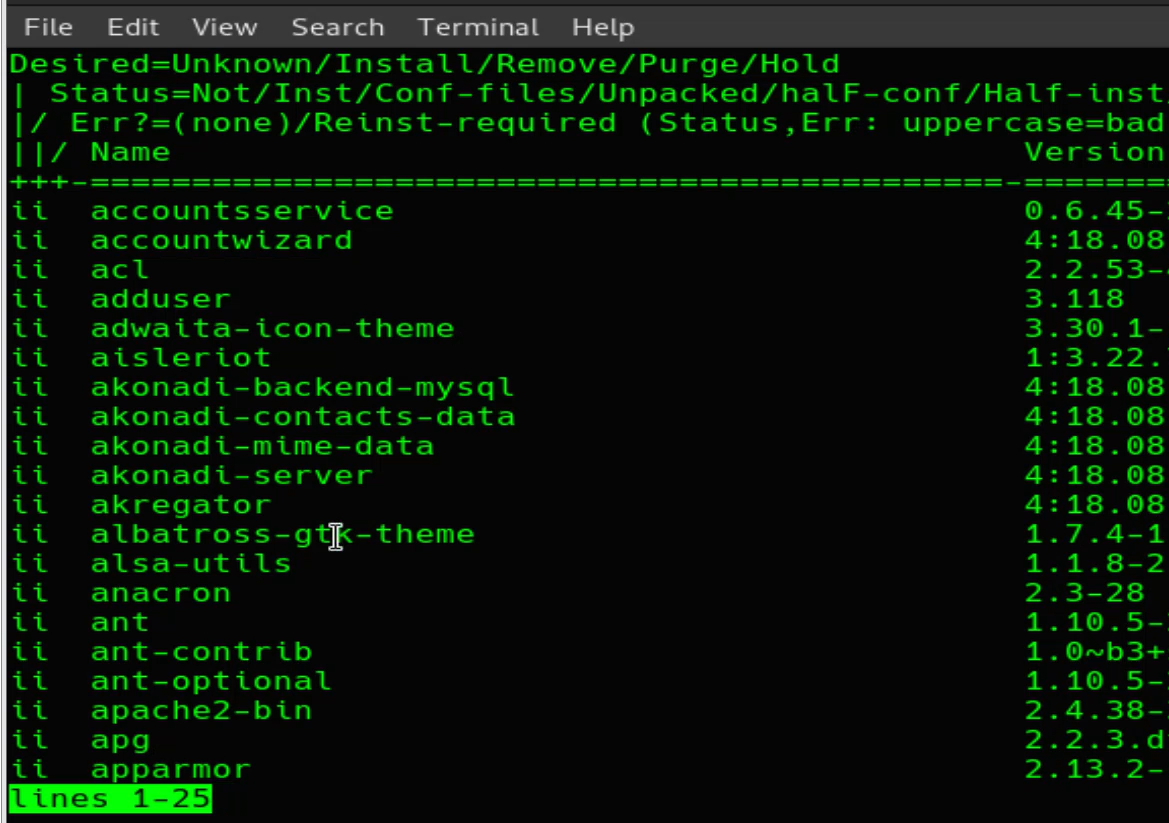 File Edit View Search Terminal Help
Desired=Unknown/Install/Remove/Purge/Hold
| Status=Not/Inst/Conf-files/Unpacked/halF-conf/Half-inst
|/ Err?=(none)/Reinst-required (Status,Err: uppercase=bad
||/ Name Version
+++-=============================================-=======
ii accountsservice 0.6.45-
ii accountwizard 4:18.08
ii acl 2.2.53-
ii adduser 3.118
ii adwaita-icon-theme 3.30.1-
ii aisleriot 1:3.22.
ii akonadi-backend-mysql 4:18.08
ii akonadi-contacts-data 4:18.08
ii akonadi-mime-data 4:18.08
ii akonadi-server 4:18.08
ii akregator 4:18.08
ii albatross-gtk-theme 1.7.4-1
ii alsa-utils 1.1.8-2
ii anacron 2.3-28
ii ant 1.10.5-
ii ant-contrib 1.0~b3+
ii ant-optional 1.10.5-
ii apache2-bin 2.4.38-
ii apg 2.2.3.d
ii apparmor 2.13.2-
lines 1-25